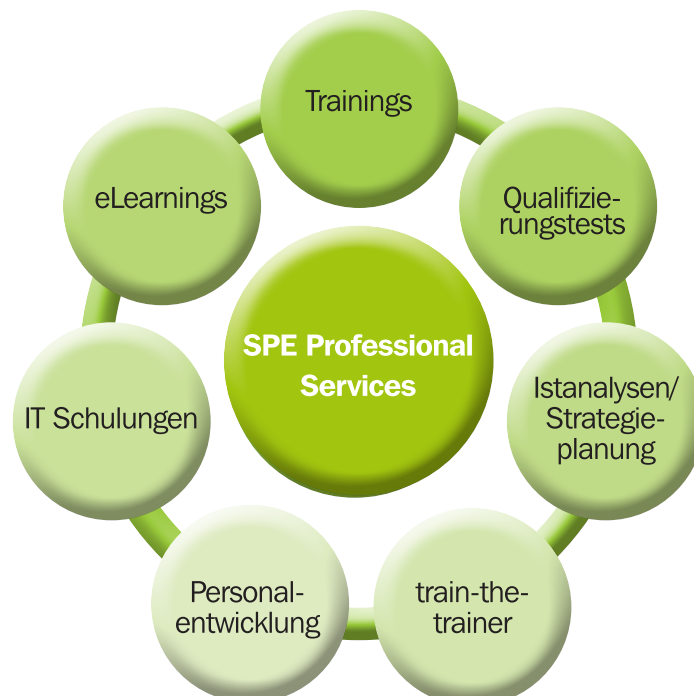 Trainings
Qualifizie-
rungstests
Istanalysen/
Strategie-
planung
train-the-
trainer
Personal-
entwicklung
IT Schulungen
eLearnings
SPE Professional
Services